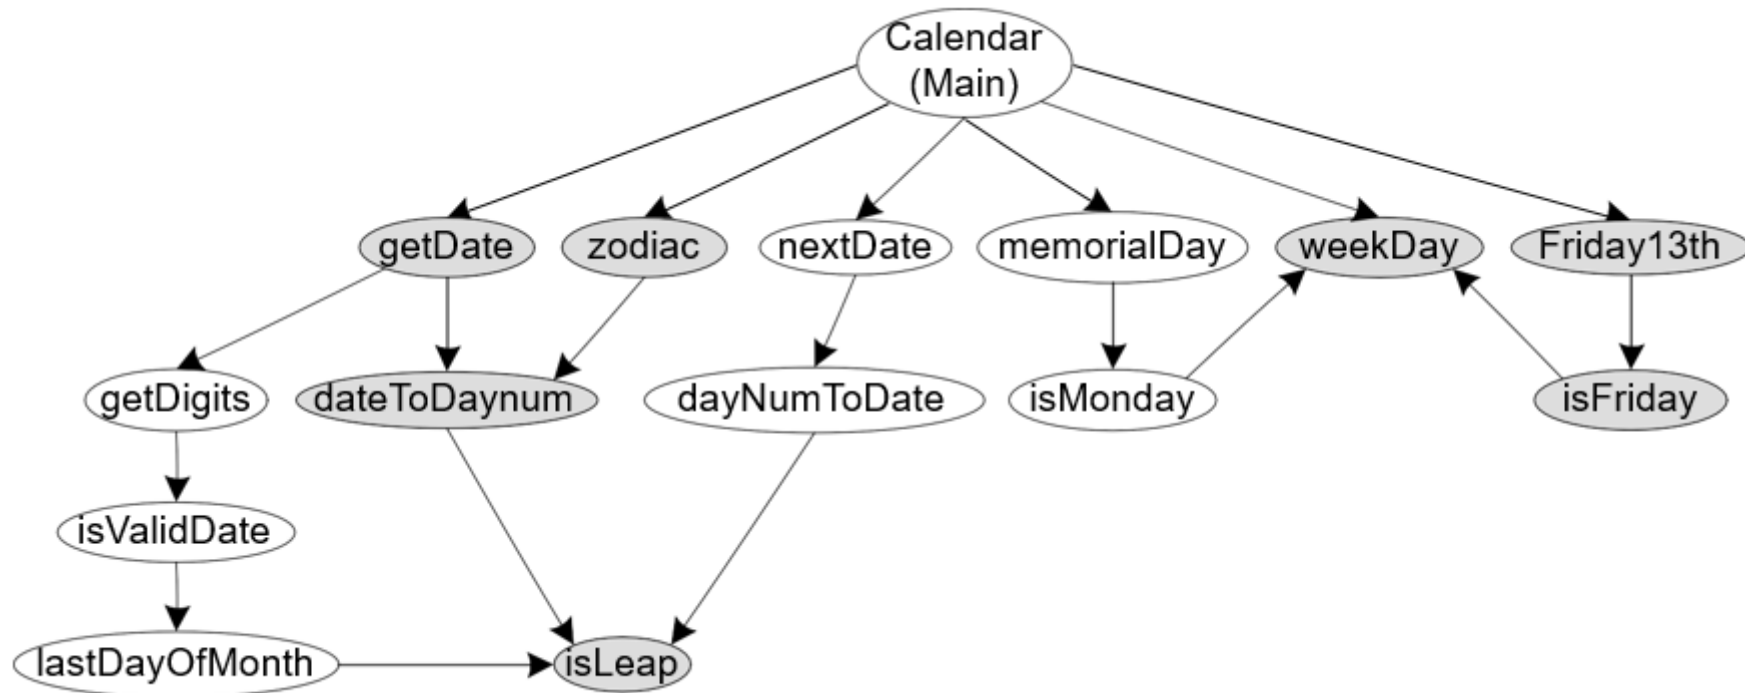 Calendar
(Main)
getDate
zodiac
nextDate
memorialDay
weekDay
Friday13th
getDigits
dateToDaynum
dayNumToDate
isMonday
isFriday
isValidDate
lastDayOfMonth
isLeap